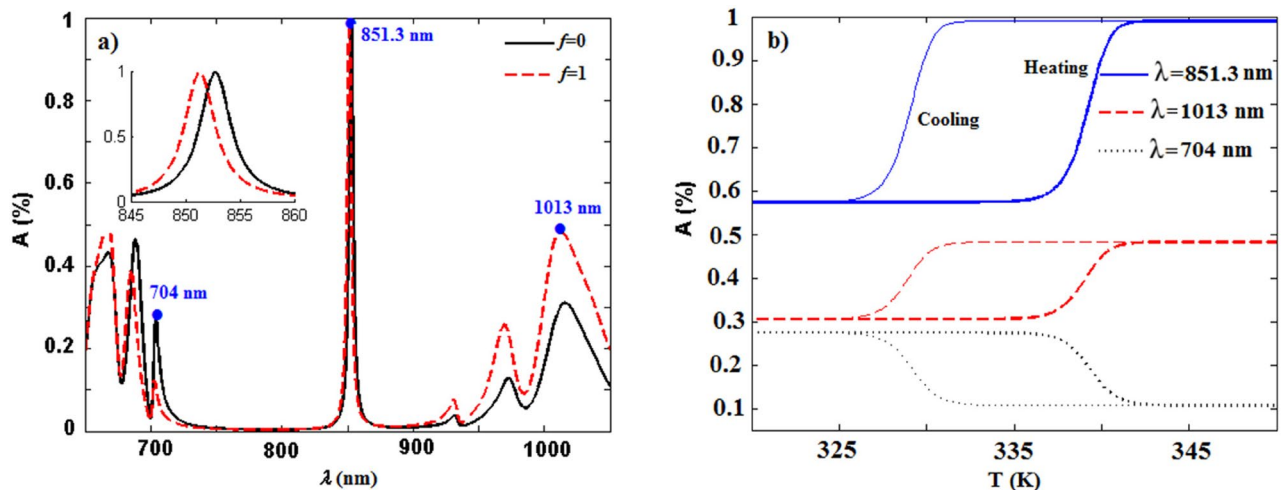 a)
851.3 nm
f=0
f=1
1
0.5
0
845 850 855 860
704 nm
1013 nm
1
0.8
0.6
0.4
0.2
0
A (%)
700 800 900 1000
λ (nm)
b)
Heating
Cooling
λ=851.3 nm
λ=1013 nm
λ=704 nm
1
0.9
0.8
0.7
0.6
0.5
0.4
0.3
0.2
0.1
A (%)
325 335 345
T (K)